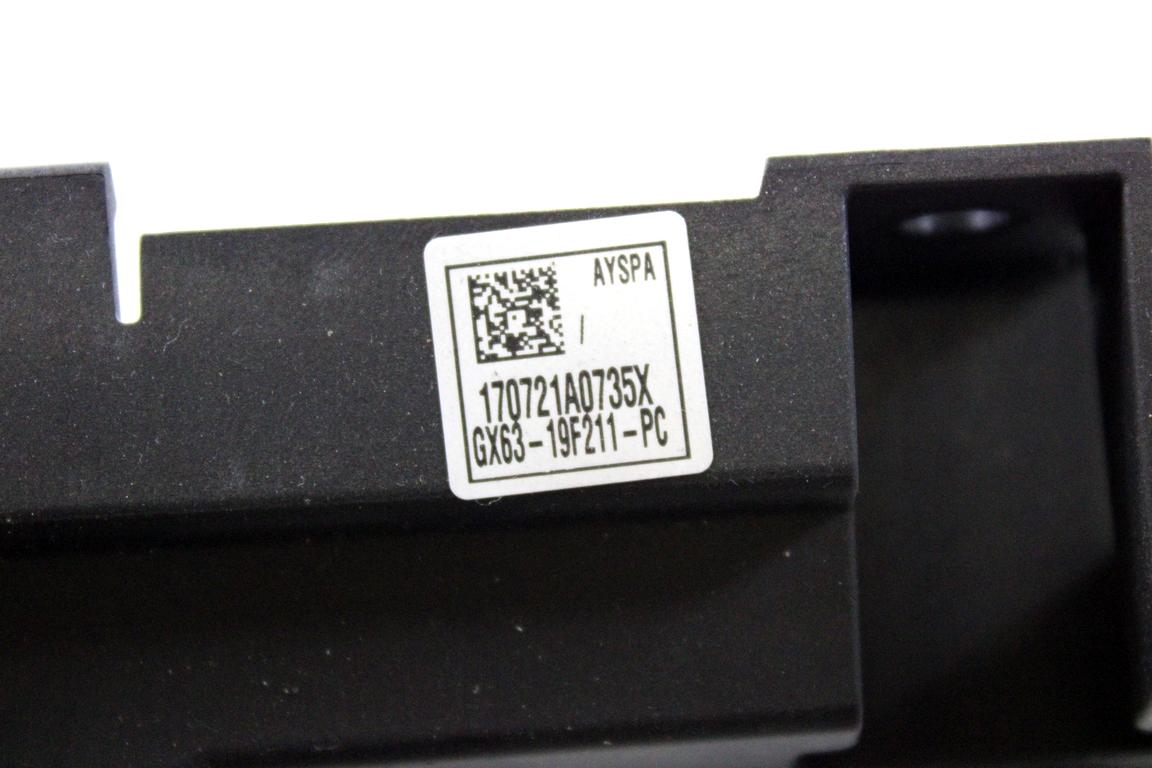 AYSPA
/
170721A0735X
GX63-19F211-PC